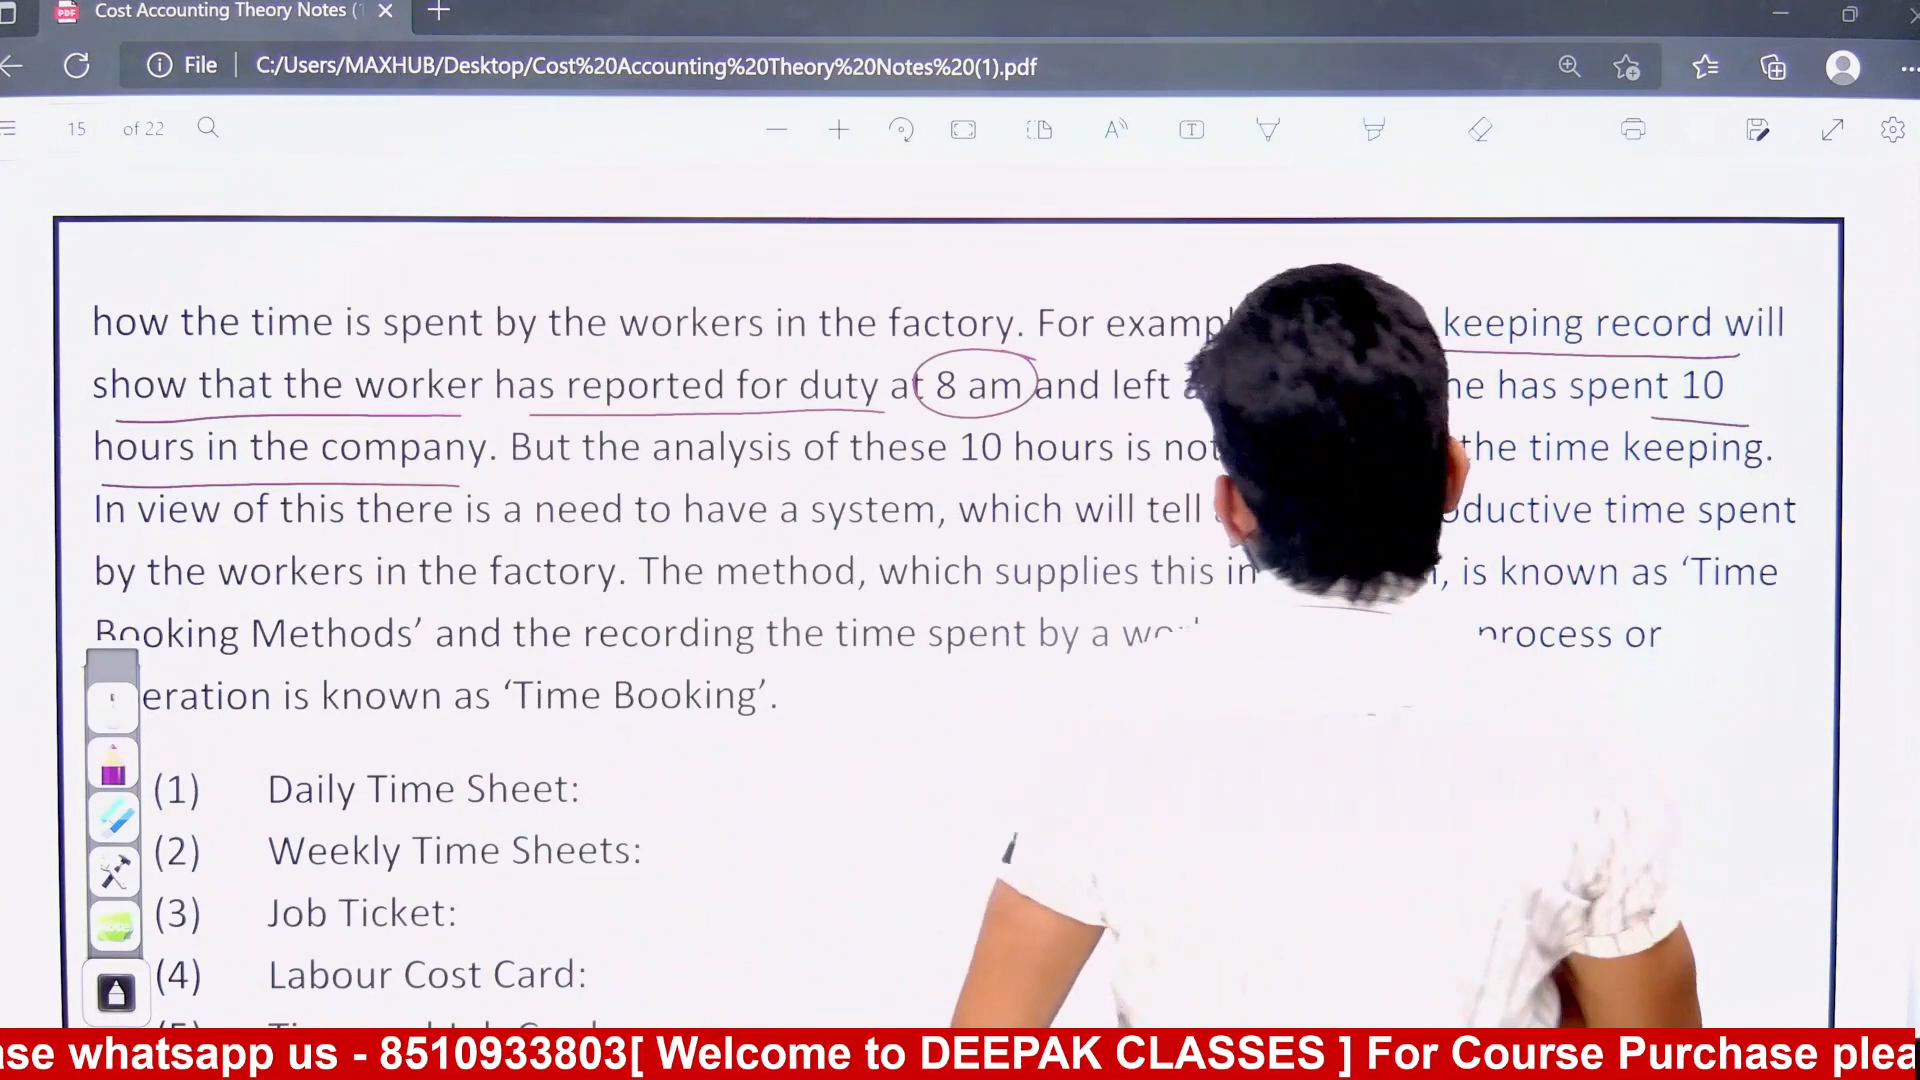 Cost Accounting Theory Notes (1
File
C:/Users/MAXHUB/Desktop/Cost%20Accounting%20Theory%20Notes%20(1).pdf
15 of 22
how the time is spent by the workers in the factory. For examp keeping record will
show that the worker has reported for duty at 8 am and left he has spent 10
hours in the company. But the analysis of these 10 hours is not the time keeping.
In view of this there is a need to have a system, which will tell oductive time spent
by the workers in the factory. The method, which supplies this in is known as ‘Time
Booking Methods’ and the recording the time spent by a process or
eration is known as ‘Time Booking’.
(1) Daily Time Sheet:
(2) Weekly Time Sheets:
(3) Job Ticket:
(4) Labour Cost Card:
ase whatsapp us - 8510933803[ Welcome to DEEPAK CLASSES ] For Course Purchase plea